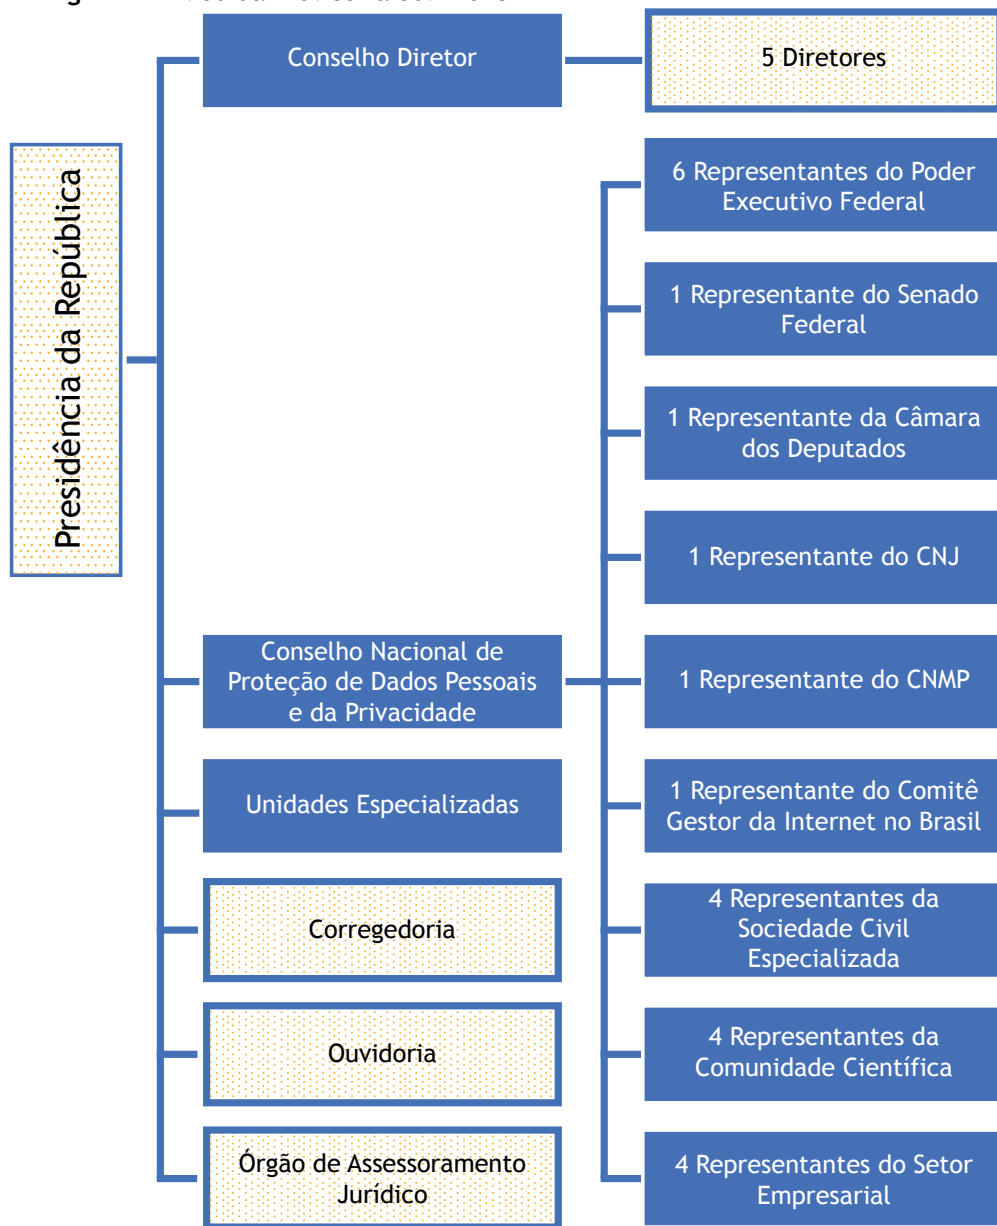 Presidência da República
Conselho Diretor
5 Diretores
6 Representantes do Poder
Executivo Federal
1 Representante do Senado
Federal
1 Representante da Câmara
dos Deputados
1 Representante do CNJ
Conselho Nacional de
Proteção de Dados Pessoais
e da Privacidade
1 Representante do CNMP
Unidades Especializadas
1 Representante do Comitê
Gestor da Internet no Brasil
Corregedoria
4 Representantes da
Sociedade Civil
Especializada
Ouvidoria
4 Representantes da
Comunidade Científica
Órgão de Assessoramento
Jurídico
4 Representantes do Setor
Empresarial